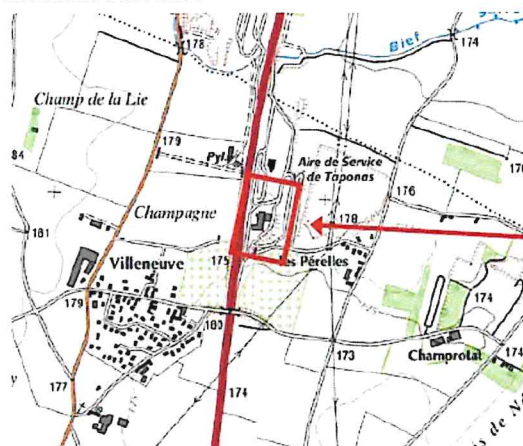 178
174
Bief
Champ de la Lie
84
179
Pyl
Aire de Service
de Taponas
176
170
Champagne
181
178
175
les Pérelles
Villeneuve
179
180
174
173
Champrolat
174
177
174
y